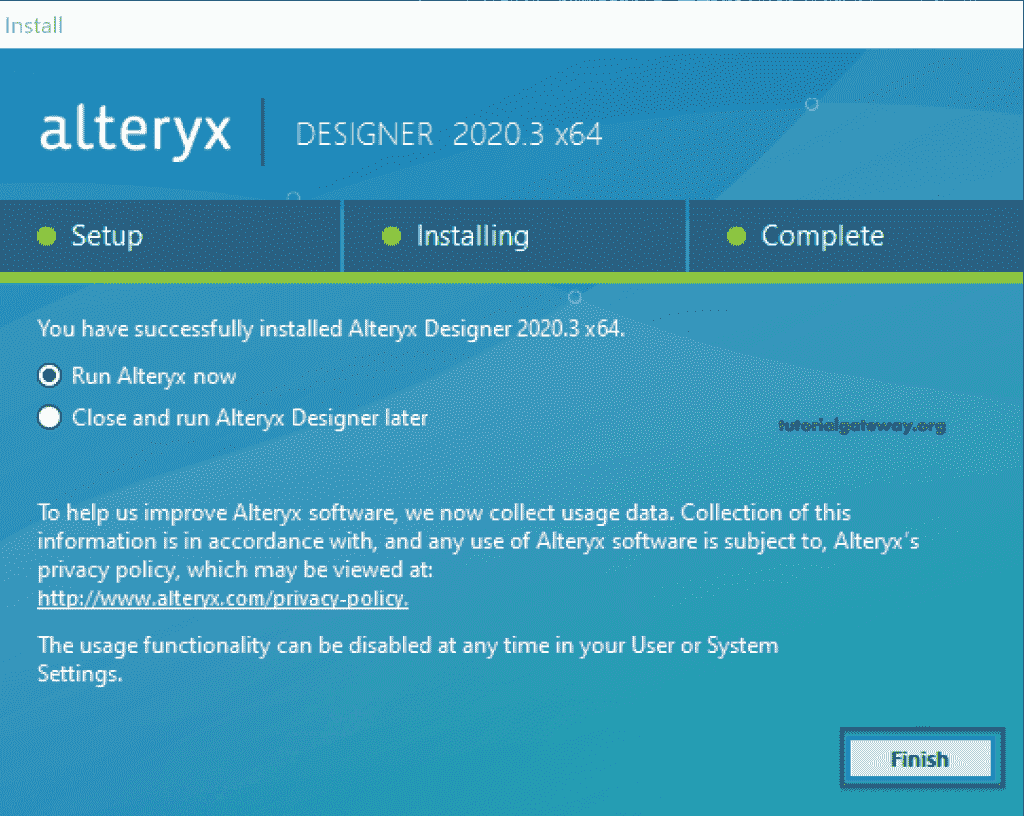 Install
alteryx
DESIGNER 2020.3 x64
Setup
Installing
Complete
You have successfully installed Alteryx Designer 2020.3 x64.
Run Alteryx now
Close and run Alteryx Designer later
tutorialgateway.org
To help us improve Alteryx software, we now collect usage data. Collection of this
information is in accordance with, and any use of Alteryx software is subject to, Alteryx's
privacy policy, which may be viewed at:
http://www.alteryx.com/privacy-policy.
The usage functionality can be disabled at any time in your User or System
Settings.
Finish